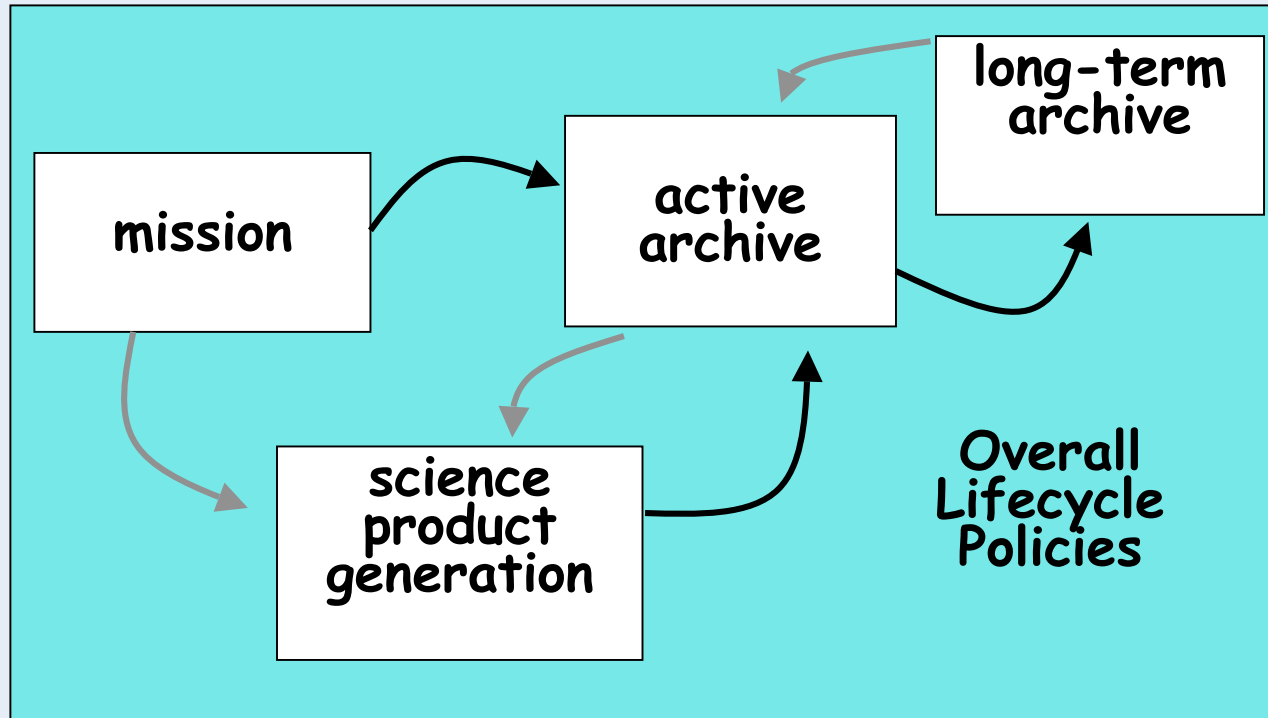 long-term
archive
mission
active
archive
science
product
generation
Overall
Lifecycle
Policies